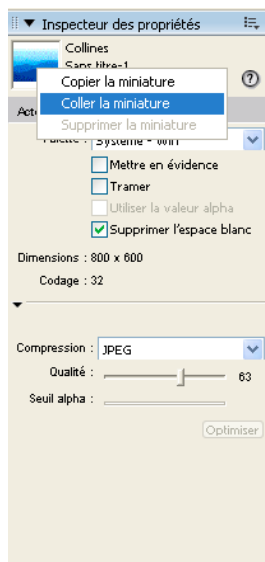 Inspecteur des propriétés
Collines
Sans titre-1
Copier la miniature
Coller la miniature
Supprimer la miniature
Palette : Système - Win
Mettre en évidence
Tramer
Utiliser la valeur alpha
Supprimer l'espace blanc
Dimensions : 800 x 600
Codage : 32
Compression : JPEG
Qualité : 63
Seuil alpha :
Optimiser